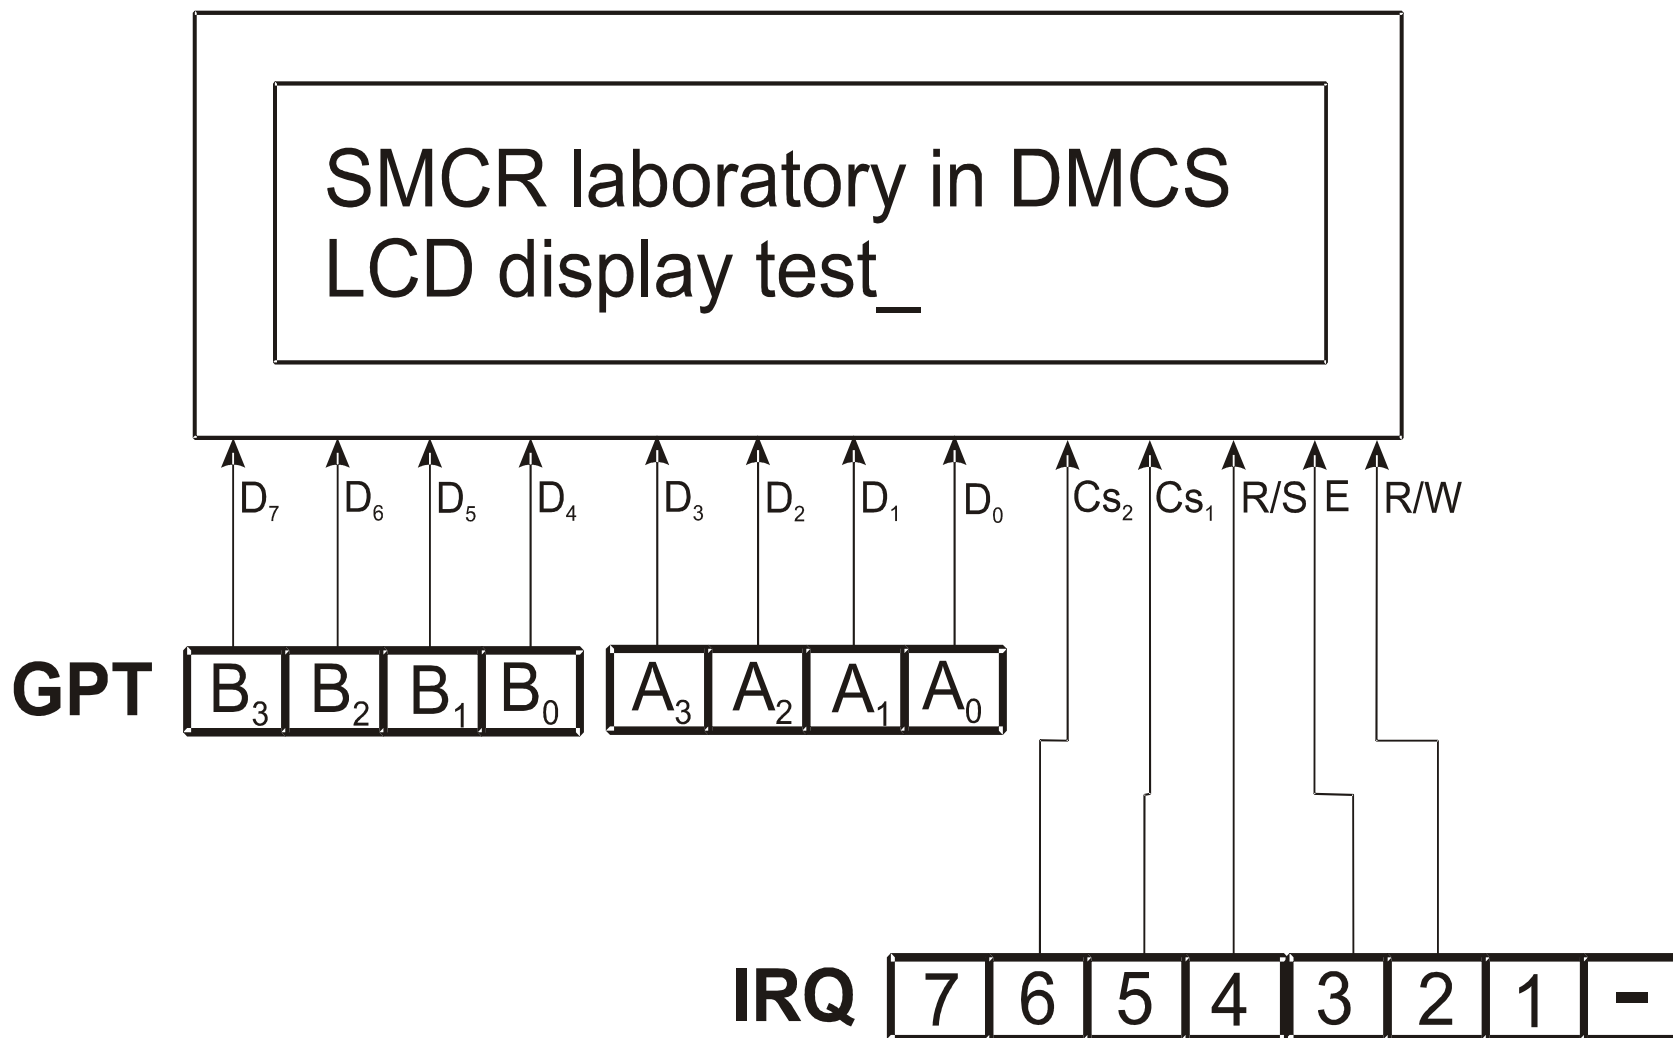 SMCR laboratory in DMCS
LCD display test_
D7 D6 D5 D4 D3 D2 D1 D0 Cs2 Cs1 R/S E R/W
GPT B3 B2 B1 B0 A3 A2 A1 A0
IRQ 7 6 5 4 3 2 1 -